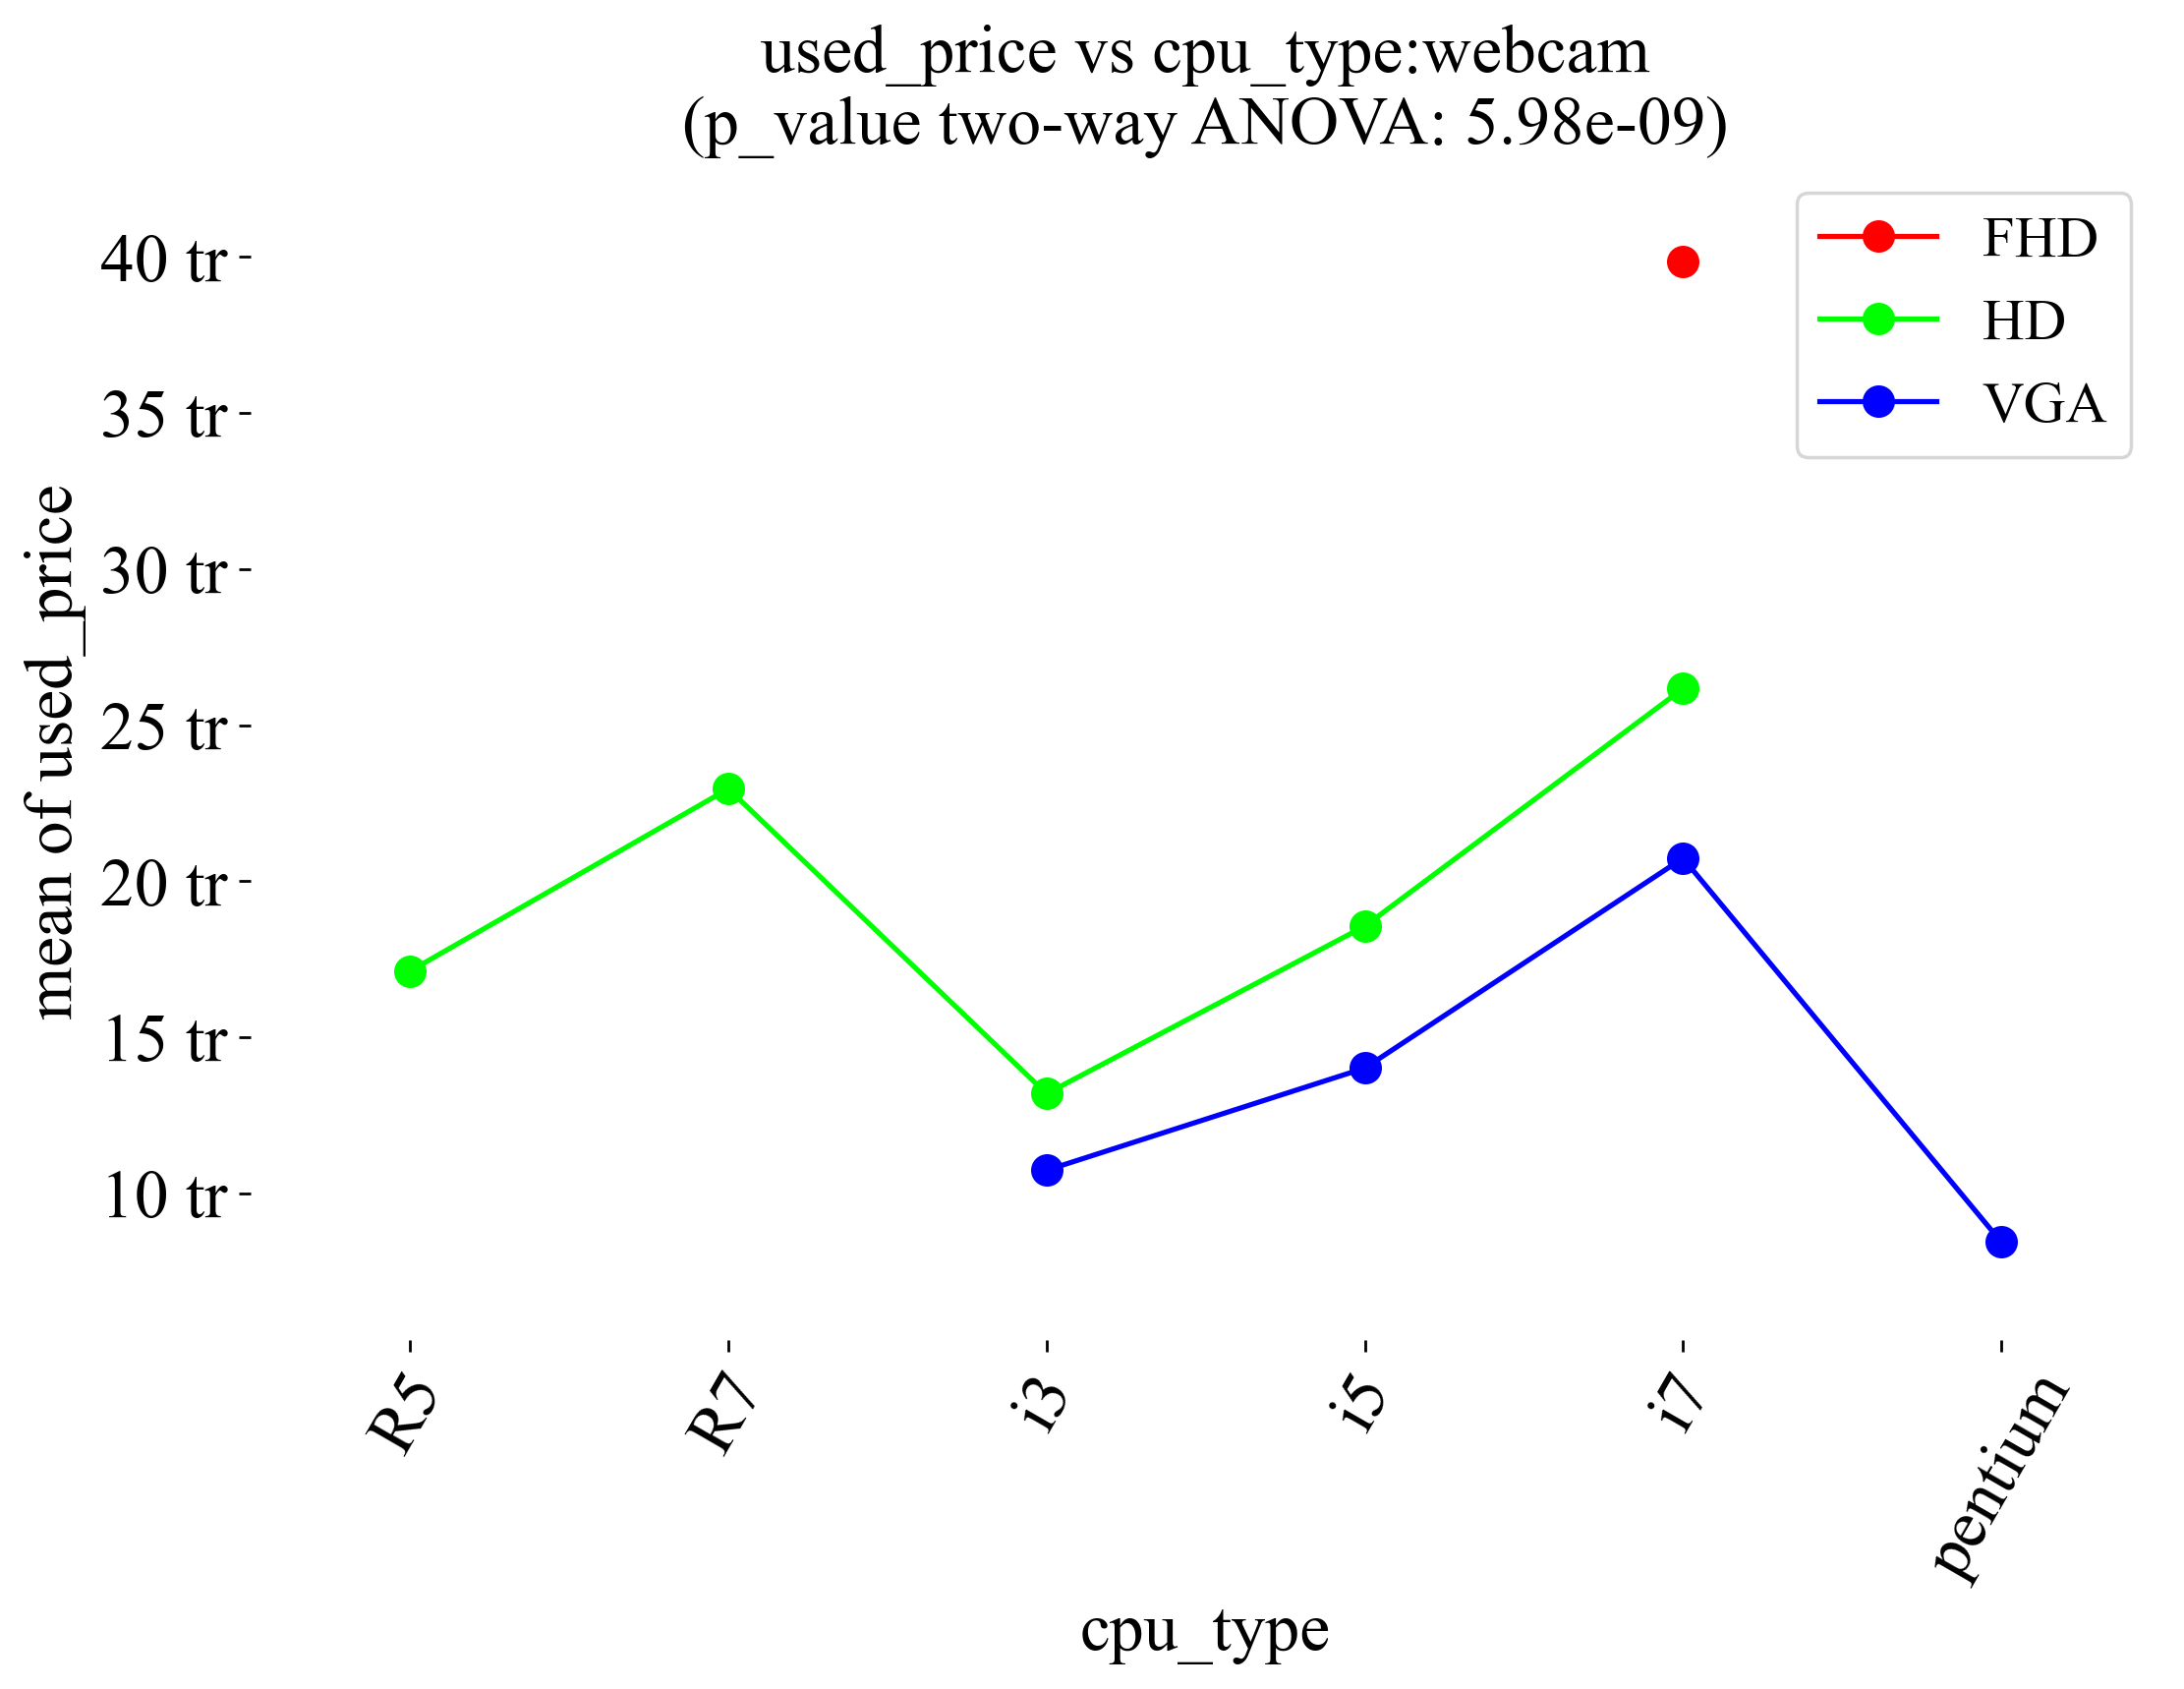 used_price vs cpu_type:webcam
(p_value two-way ANOVA: 5.98e-09)
FHD
HD
VGA
mean of used_price
40 tr
35 tr
30 tr
25 tr
20 tr
15 tr
10 tr
R5
R7
i3
i5
i7
pentium
cpu_type